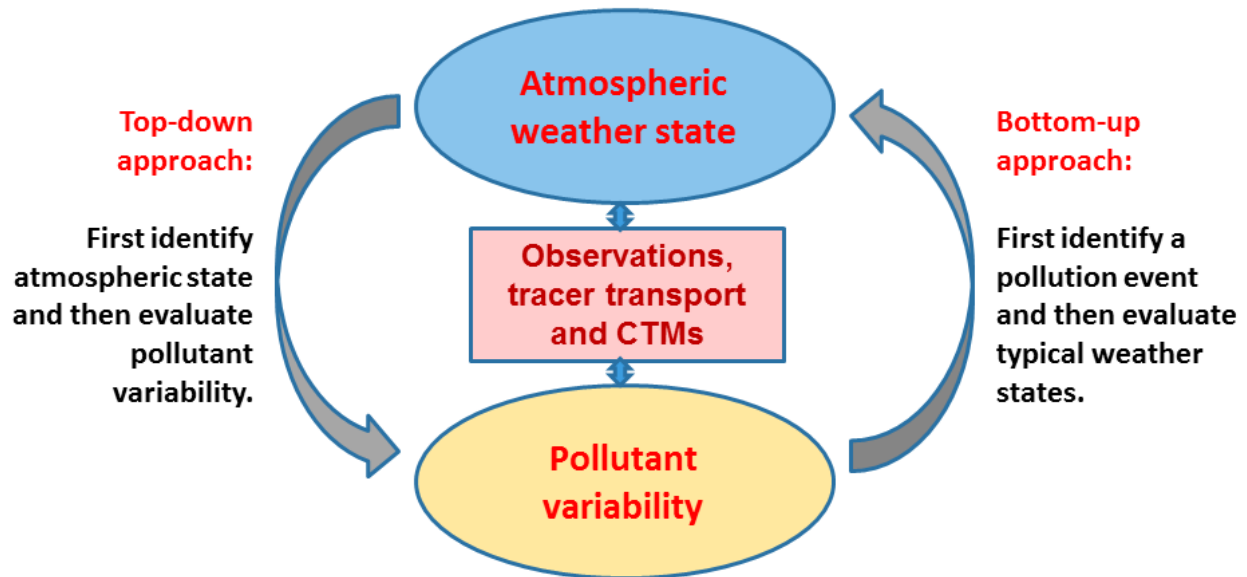 Atmospheric
weather state
Top-down
approach:
First identify
atmospheric state
and then evaluate
pollutant
variability.
Observations,
tracer transport
and CTMs
Bottom-up
approach:
First identify a
pollution event
and then evaluate
typical weather
states.
Pollutant
variability